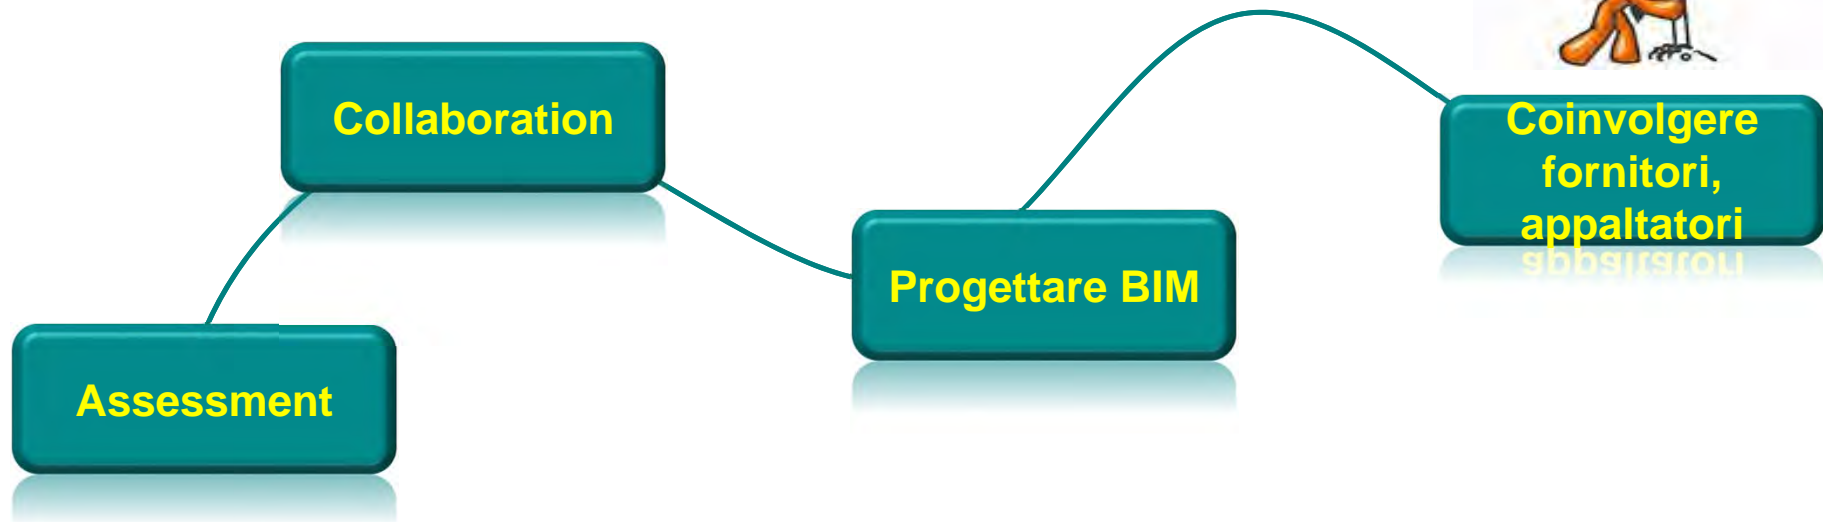 Collaboration
Coinvolgere
fornitori,
appaltatori
Progettare BIM
Assessment